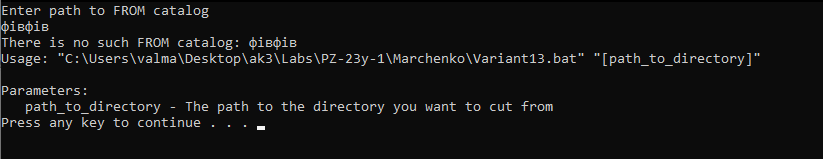 Enter path to FROM catalog
фівфів
There is no such FROM catalog: фівфів
Usage: "C:\Users\valma\Desktop\ak3\Labs\PZ-23y-1\Marchenko\Variant13.bat" "[path_to_directory]"
Parameters:
path_to_directory - The path to the directory you want to cut from
Press any key to continue . . .